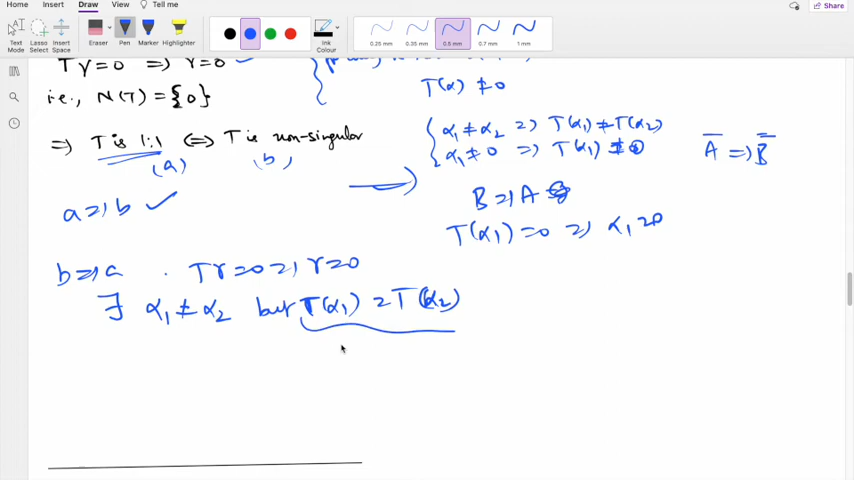 Home Insert Draw View Tell me Share
Text Mode Lasso Select Insert Space Eraser Pen Marker Highlighter Ink Colour 0.25 mm 0.35 mm 0.5 mm 0.7 mm 1 mm
Tγ=0 => γ=0
i.e., N(T) = {0}
T(α) ≠ 0
=> T is 1:1 <=> T is non-singular
(a) (b)
α₁ ≠ α₂ => T(α₁) ≠ T(α₂)
α₁ ≠ 0 => T(α₁) ≠ 0
A̅ => B̅
a => b ✓
B => A
T(α₁) = 0 => α₁ = 0
b => a . Tγ = 0 => γ = 0
∃ α₁ ≠ α₂ but T(α₁) = T(α₂)